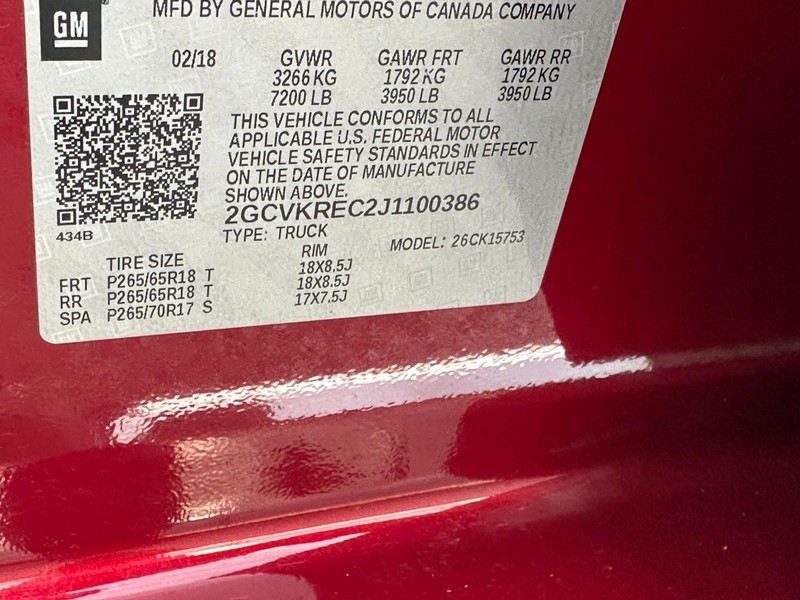 MFD BY GENERAL MOTORS OF CANADA COMPANY
GM
02/18 GVWR GAWR FRT GAWR RR
3266 KG 1792 KG 1792 KG
7200 LB 3950 LB 3950 LB
THIS VEHICLE CONFORMS TO ALL
APPLICABLE U.S. FEDERAL MOTOR
VEHICLE SAFETY STANDARDS IN EFFECT
ON THE DATE OF MANUFACTURE
SHOWN ABOVE.
2GCVKREC2J1100386
434B
TYPE: TRUCK MODEL: 26CK15753
TIRE SIZE RIM
FRT P265/65R18 T 18X8.5J
RR P265/65R18 T 18X8.5J
SPA P265/70R17 S 17X7.5J